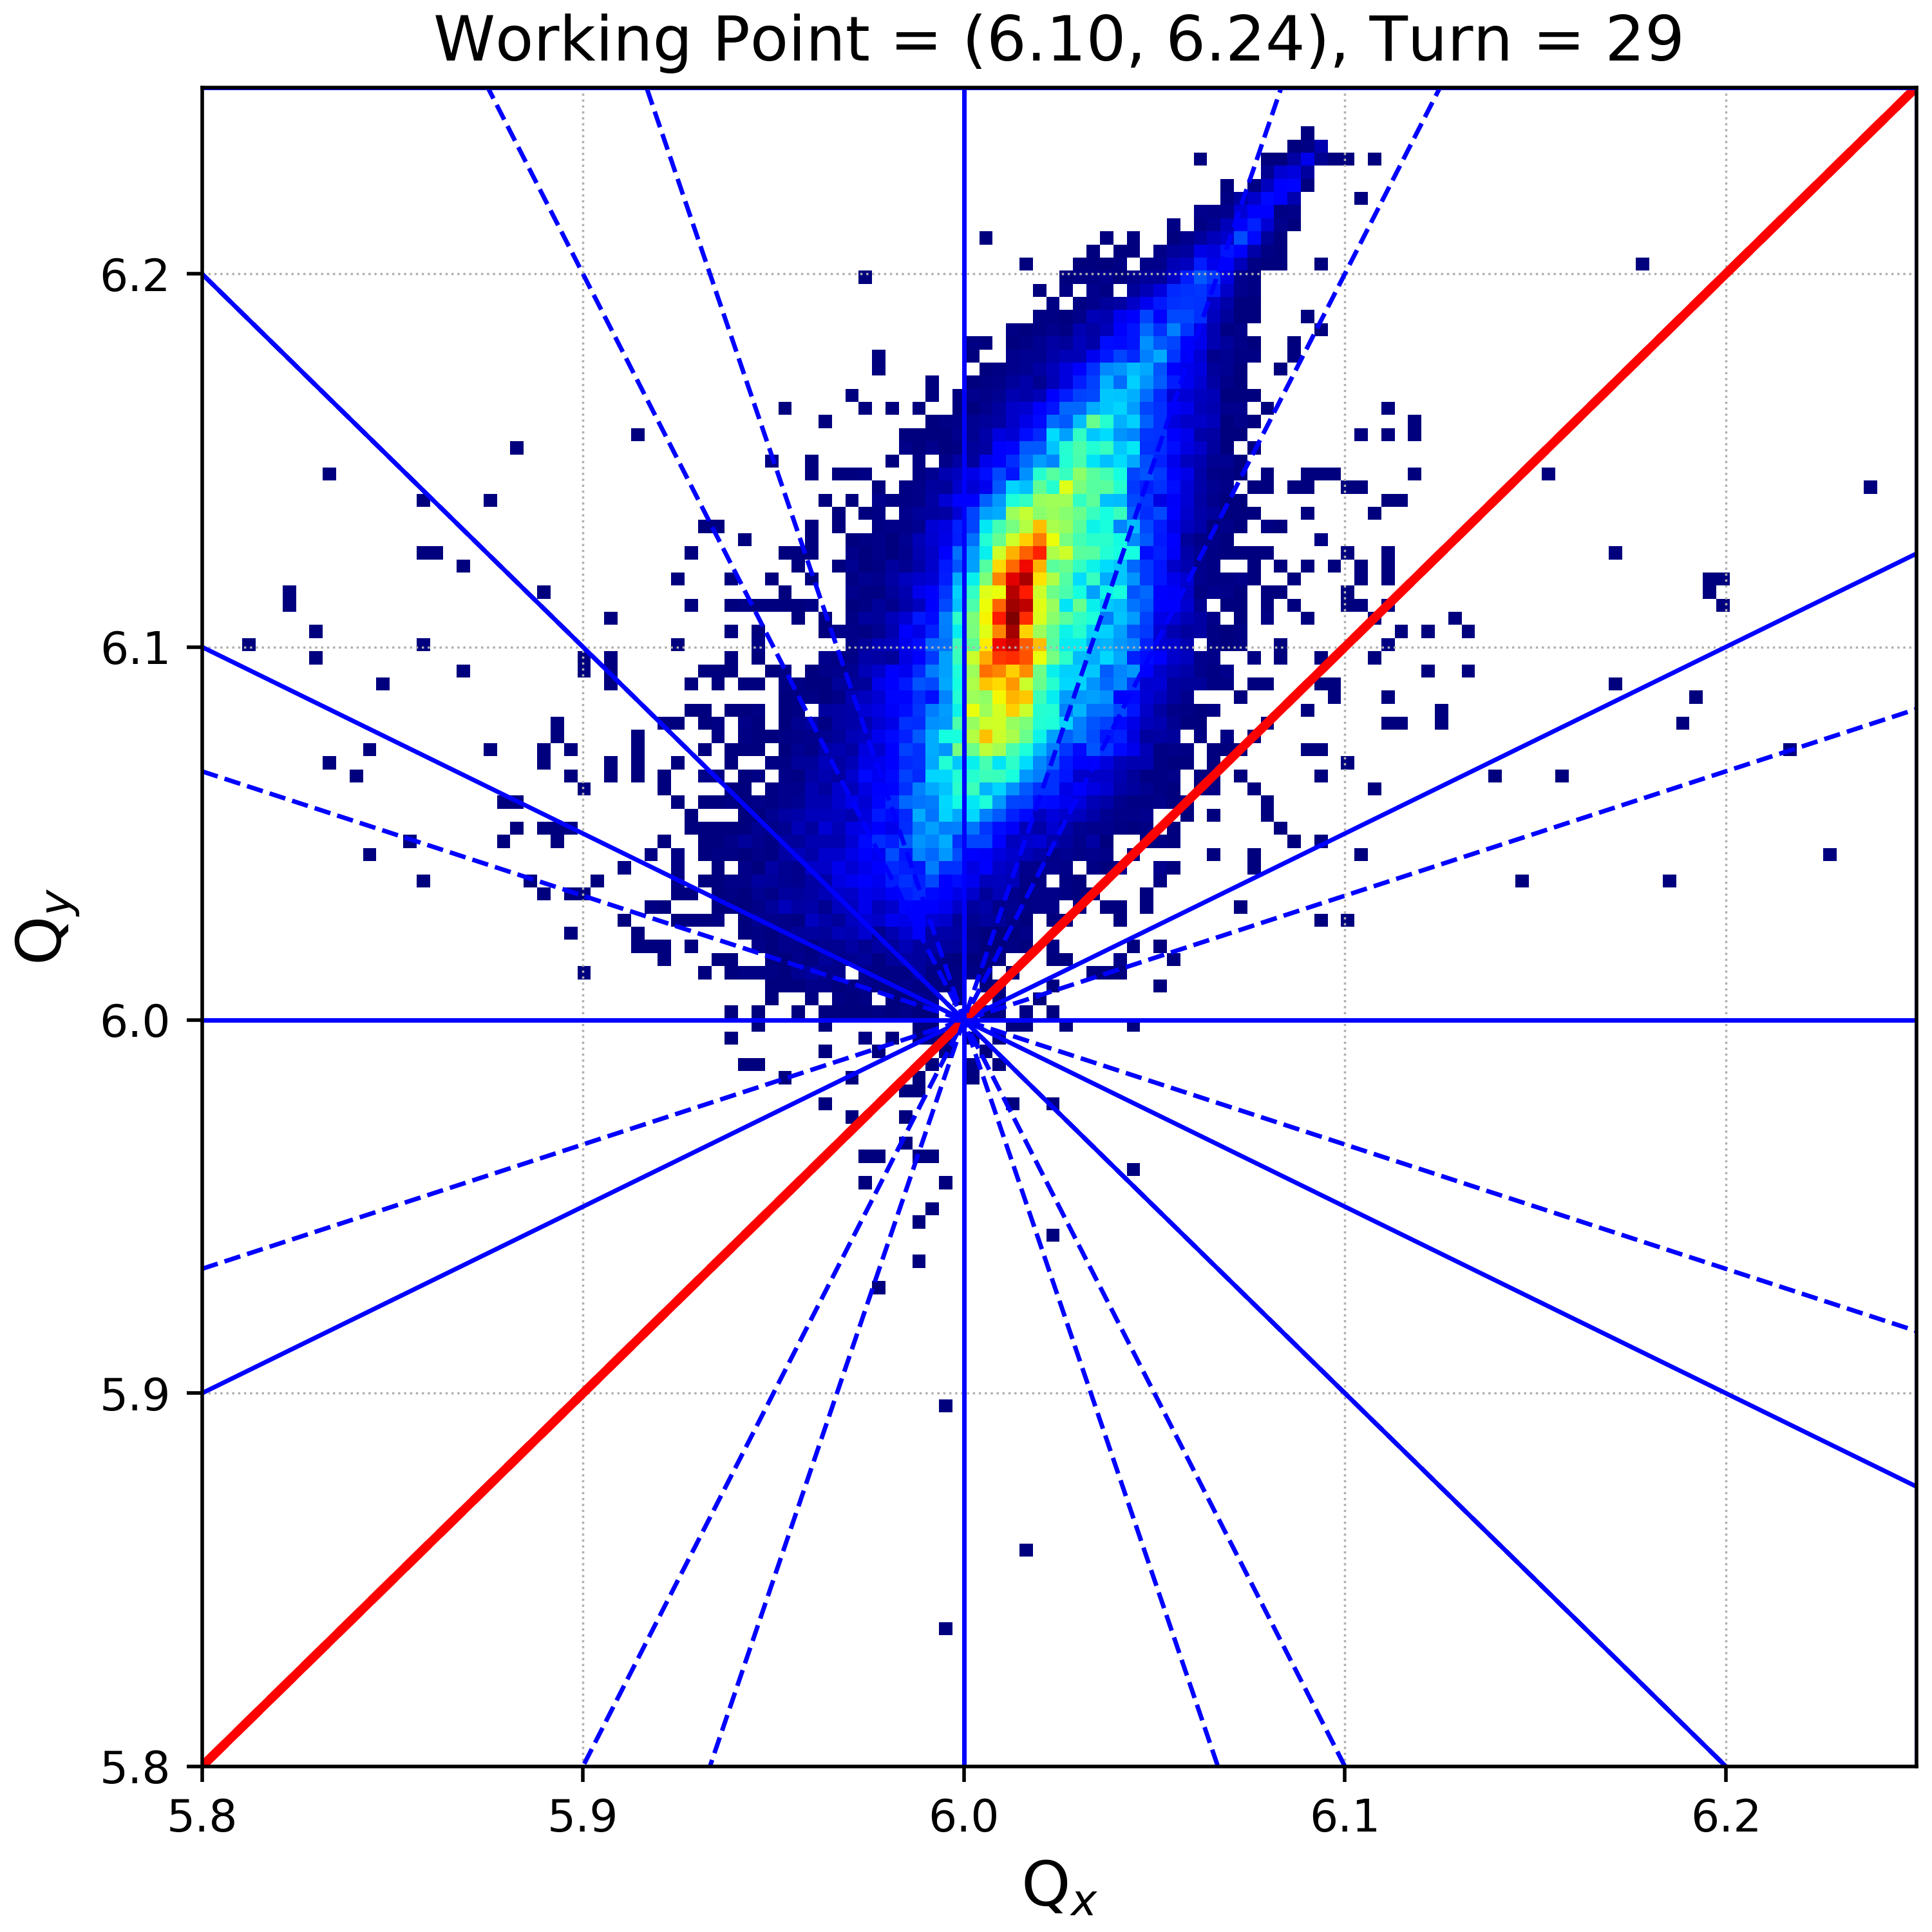 Working Point = (6.10, 6.24), Turn = 29
6.2
6.1
6.0
5.9
5.8
Qy
5.8 5.9 6.0 6.1 6.2
Qx